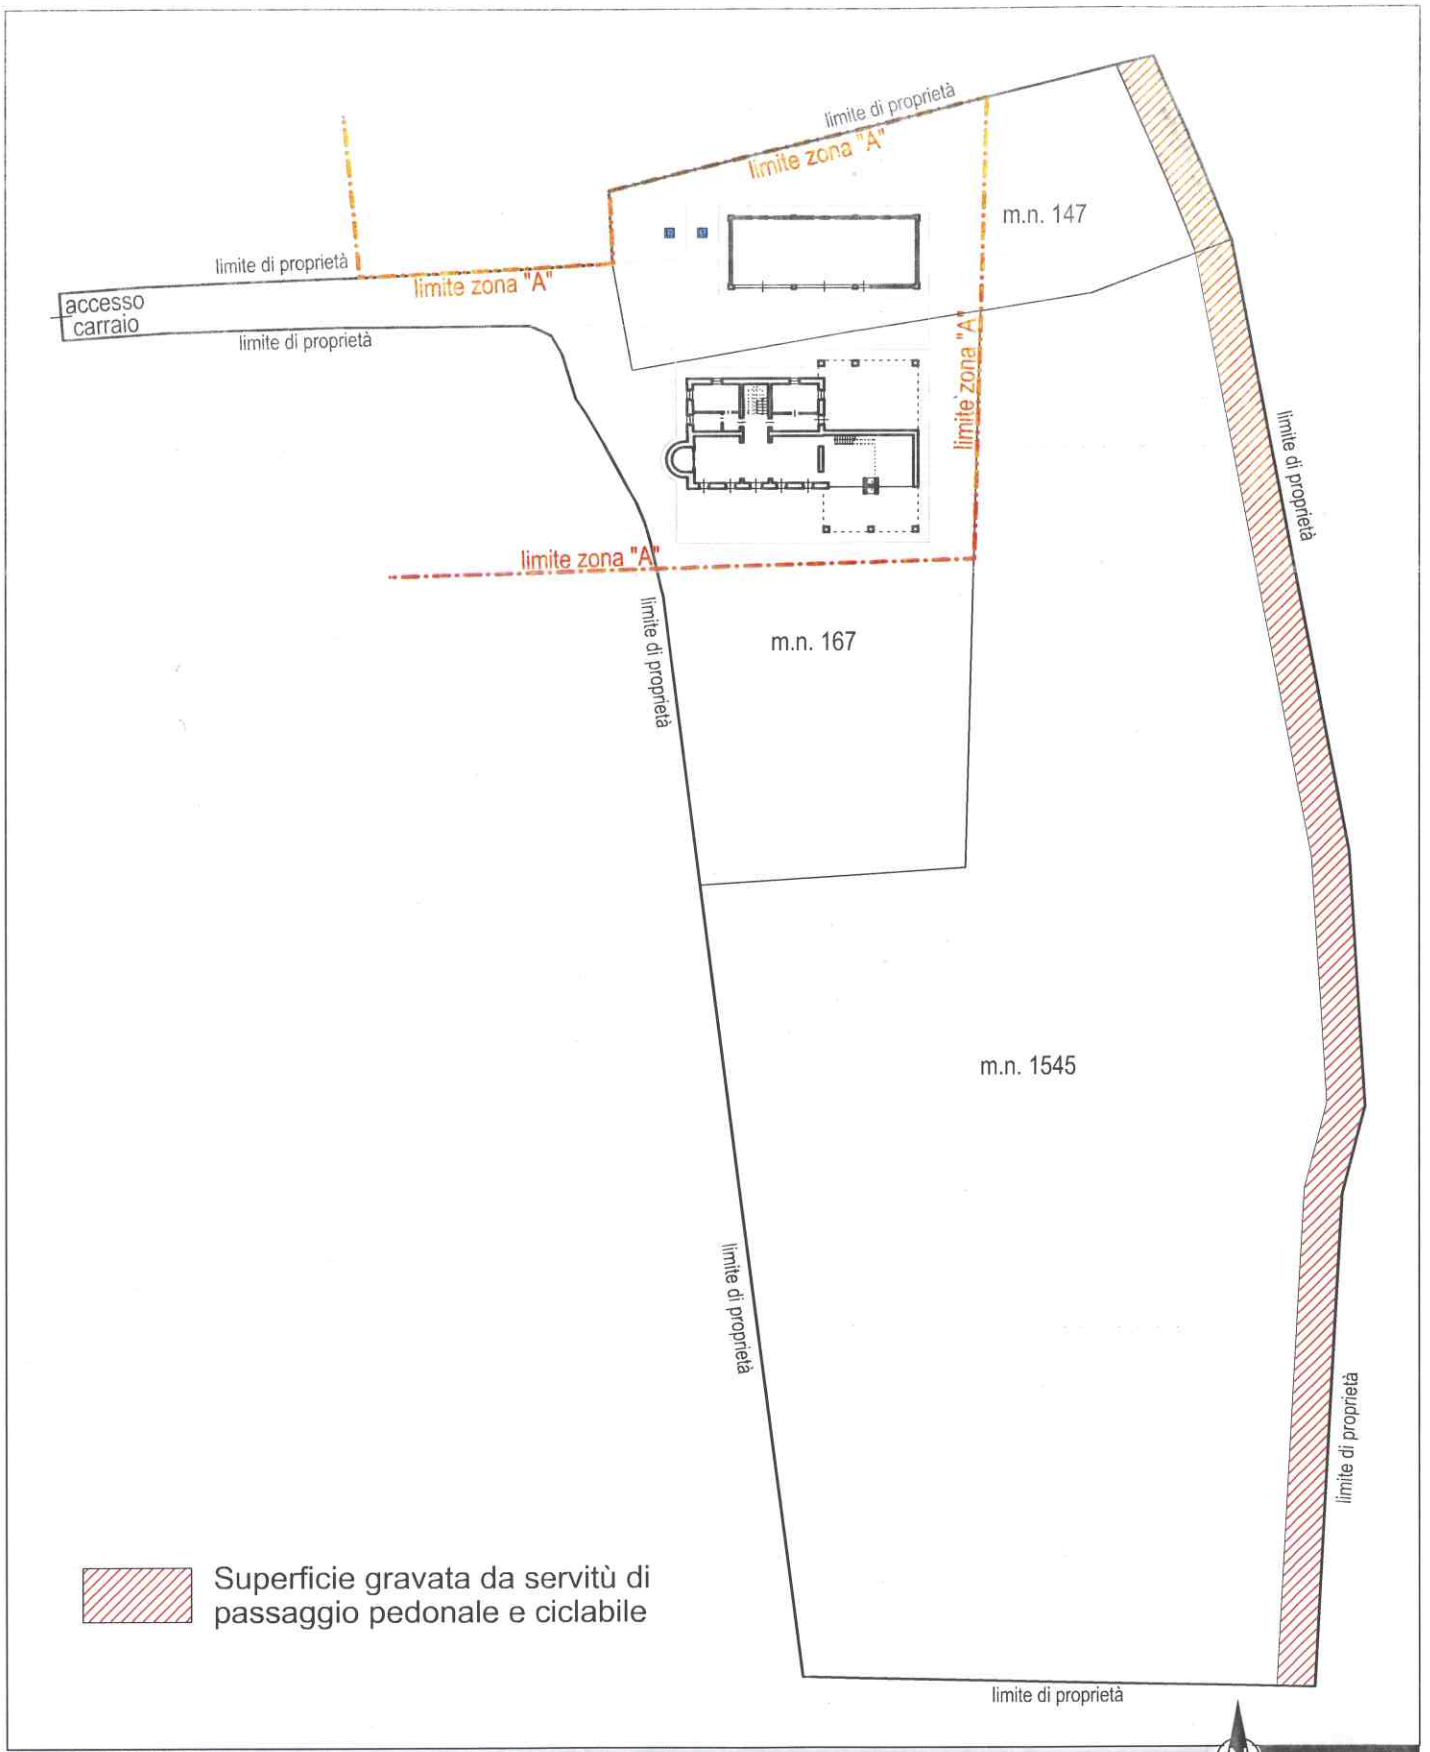 limite di proprietà
limite zona "A"
m.n. 147
limite di proprietà
limite zona "A"
accesso
carraio
limite di proprietà
limite zona "A"
limite di proprietà
limite zona "A"
limite di proprietà
m.n. 167
m.n. 1545
limite di proprietà
limite di proprietà
Superficie gravata da servitù di
passaggio pedonale e ciclabile
limite di proprietà